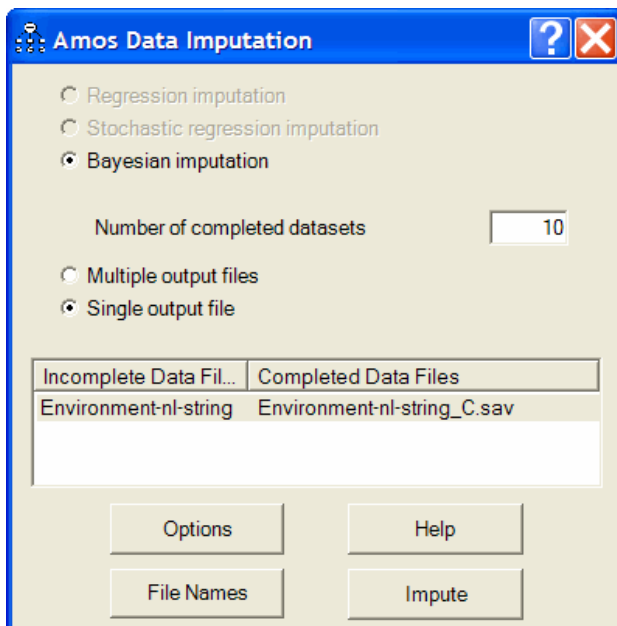 Amos Data Imputation
Regression imputation
Stochastic regression imputation
Bayesian imputation
Number of completed datasets 10
Multiple output files
Single output file
Incomplete Data Fil... Completed Data Files
Environment-nl-string Environment-nl-string_C.sav
Options Help
File Names Impute